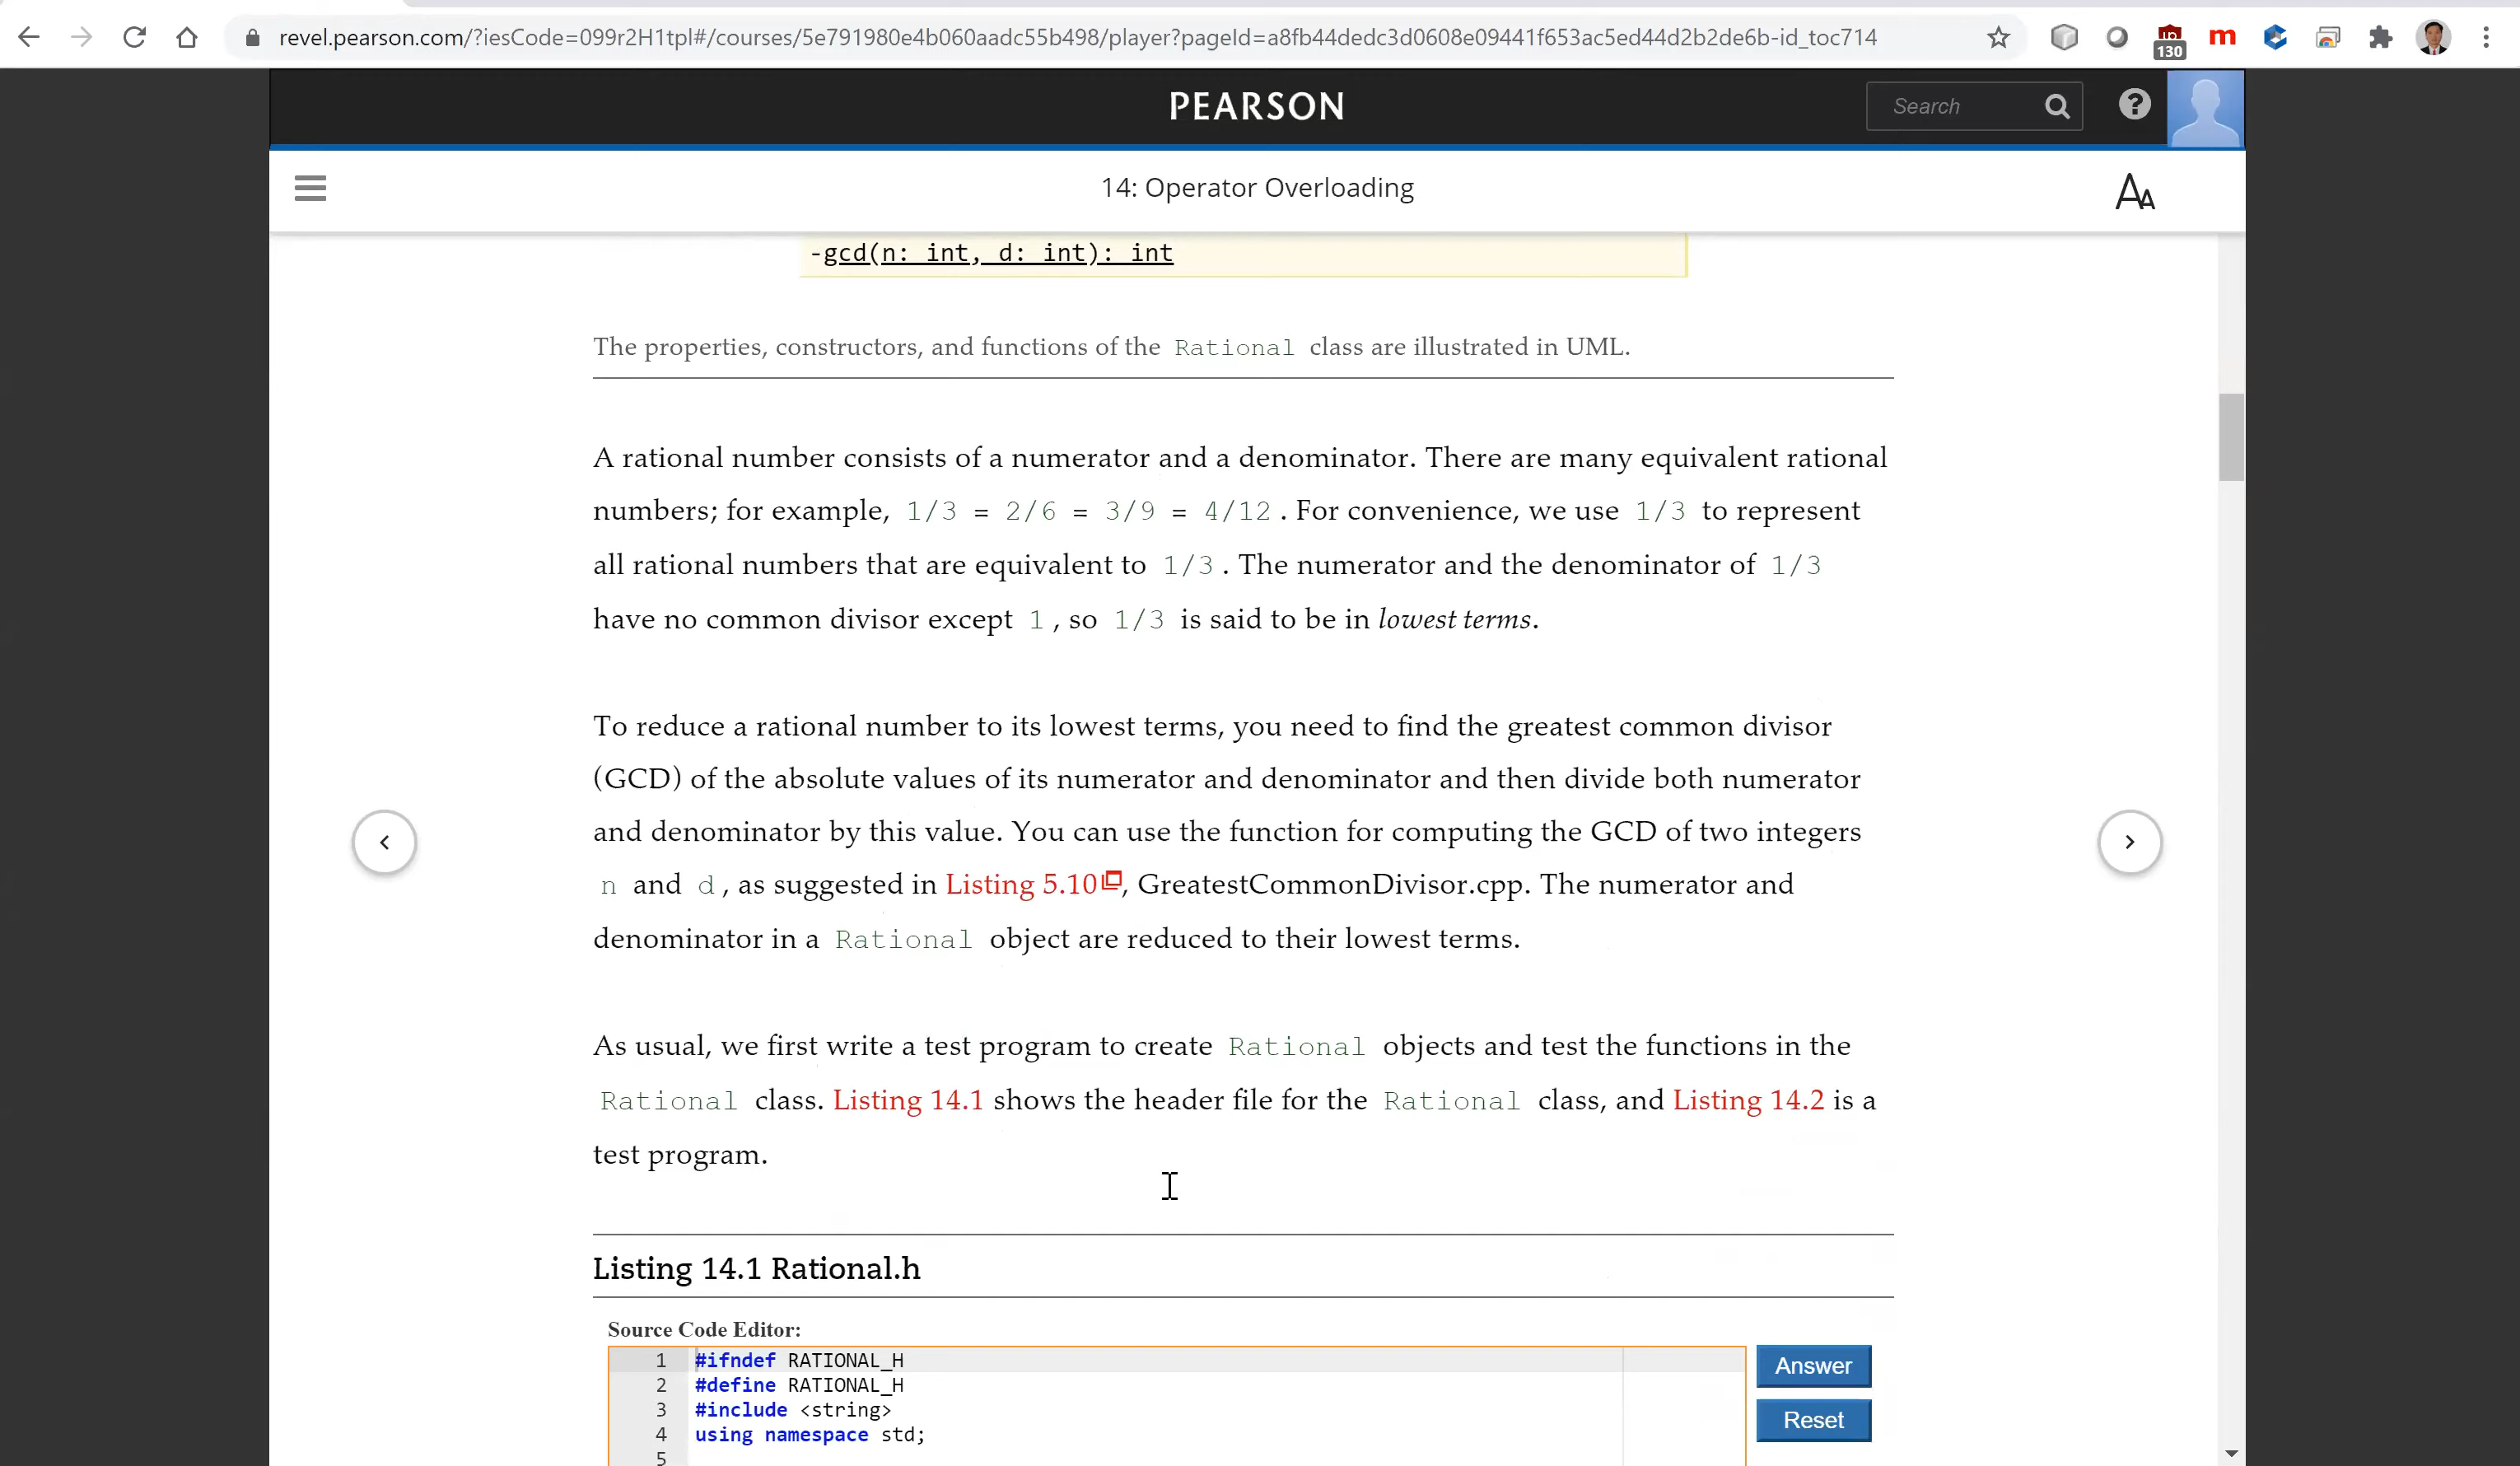 revel.pearson.com/?iesCode=099r2H1tpl#/courses/5e791980e4b060aadc55b498/player?pageId=a8fb44dedc3d0608e09441f653ac5ed44d2b2de6b-id_toc714
130
m
PEARSON
Search
?
14: Operator Overloading
AA
-gcd(n: int, d: int): int
The properties, constructors, and functions of the Rational class are illustrated in UML.
A rational number consists of a numerator and a denominator. There are many equivalent rational
numbers; for example, 1/3 = 2/6 = 3/9 = 4/12. For convenience, we use 1/3 to represent
all rational numbers that are equivalent to 1/3. The numerator and the denominator of 1/3
have no common divisor except 1, so 1/3 is said to be in lowest terms.
To reduce a rational number to its lowest terms, you need to find the greatest common divisor
(GCD) of the absolute values of its numerator and denominator and then divide both numerator
and denominator by this value. You can use the function for computing the GCD of two integers
n and d, as suggested in Listing 5.10, GreatestCommonDivisor.cpp. The numerator and
denominator in a Rational object are reduced to their lowest terms.
As usual, we first write a test program to create Rational objects and test the functions in the
Rational class. Listing 14.1 shows the header file for the Rational class, and Listing 14.2 is a
test program.
Listing 14.1 Rational.h
Source Code Editor:
1 #ifndef RATIONAL_H
2 #define RATIONAL_H
3 #include <string>
4 using namespace std;
5
Answer
Reset